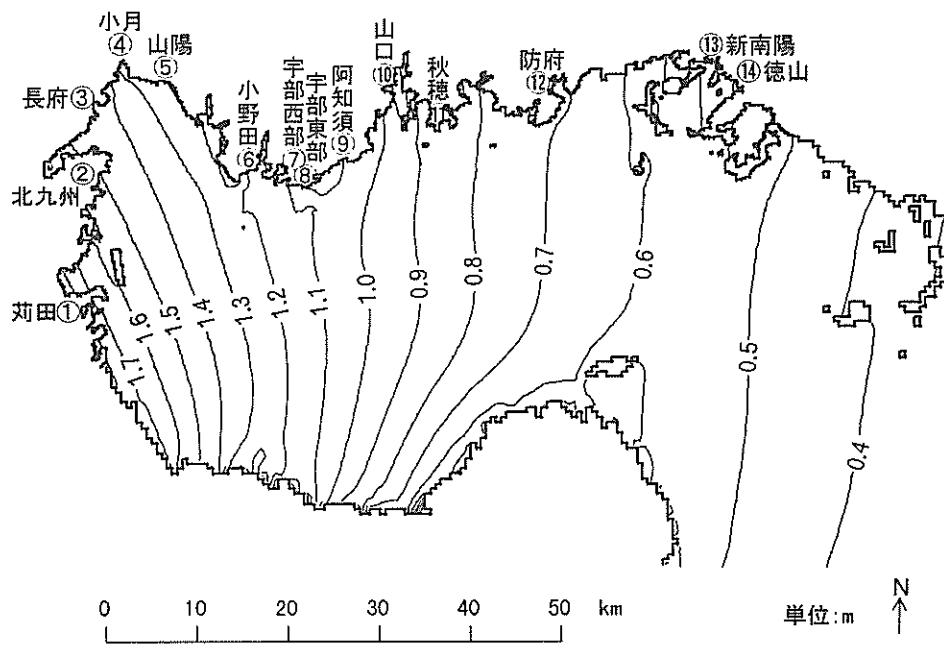 小月
④
山陽
⑤
長府③
②
北九州
苅田①
小野田
⑥
宇部西部
⑦
宇部東部
⑧
阿知須
⑨
山口
⑩
秋穂
⑪
防府
⑫
⑬新南陽
⑭徳山
1.7
1.6
1.5
1.4
1.3
1.2
1.1
1.0
0.9
0.8
0.7
0.6
0.5
0.4
0 10 20 30 40 50 km
単位:m
N